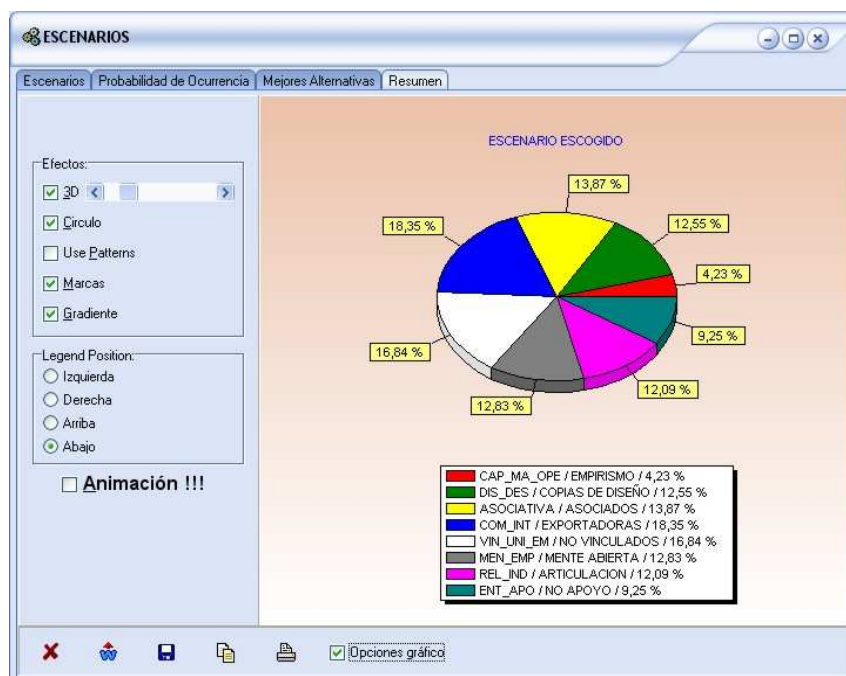 ESCENARIOS
Escenarios Probabilidad de Ocurrencia Mejores Alternativas Resumen
Efectos:
3D
Circulo
Use Patterns
Marcas
Gradiente
Legend Position:
Izquierda
Derecha
Arriba
Abajo
Animación !!!
ESCENARIO ESCOGIDO
13,87 %
18,35 %
12,55 %
4,23 %
9,25 %
16,84 %
12,09 %
12,83 %
CAP_MA_OPE / EMPIRISMO / 4,23 %
DIS_DES / COPIAS DE DISEÑO / 12,55 %
ASOCIATIVA / ASOCIADOS / 13,87 %
COM_INT / EXPORTADORAS / 18,35 %
VIN_UNI_EM / NO VINCULADOS / 16,84 %
MEN_EMP / MENTE ABIERTA / 12,83 %
REL_IND / ARTICULACION / 12,09 %
ENT_APO / NO APOYO / 9,25 %
Opciones gráfico